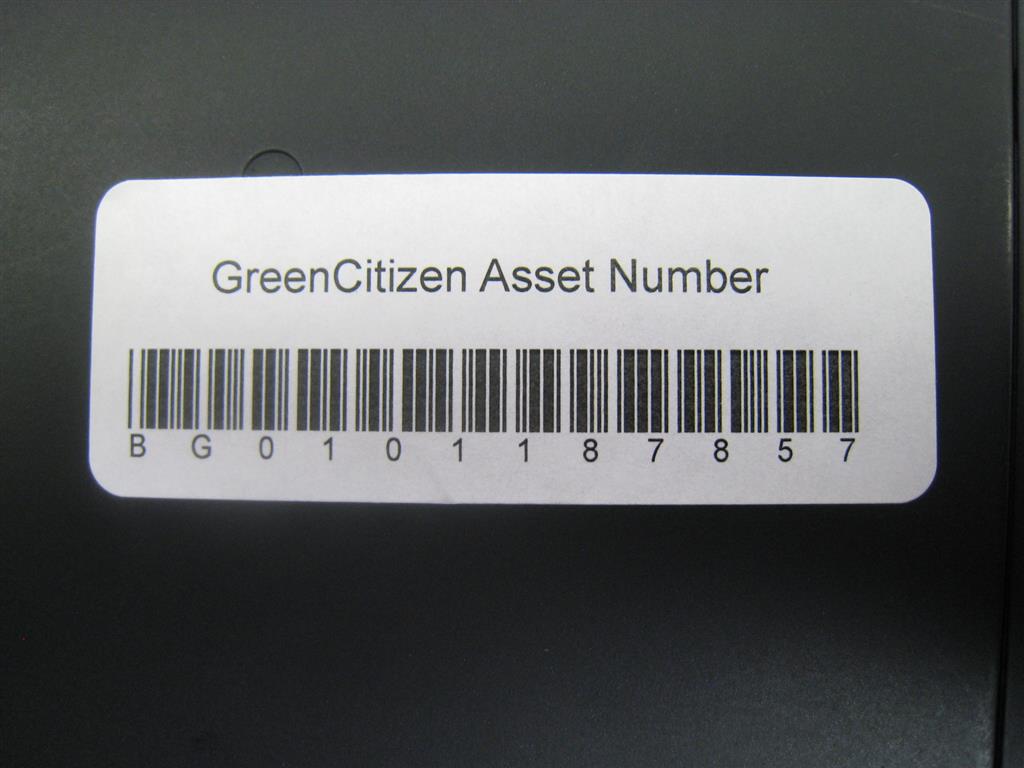 GreenCitizen Asset Number
B G 0 1 0 1 1 8 7 8 5 7